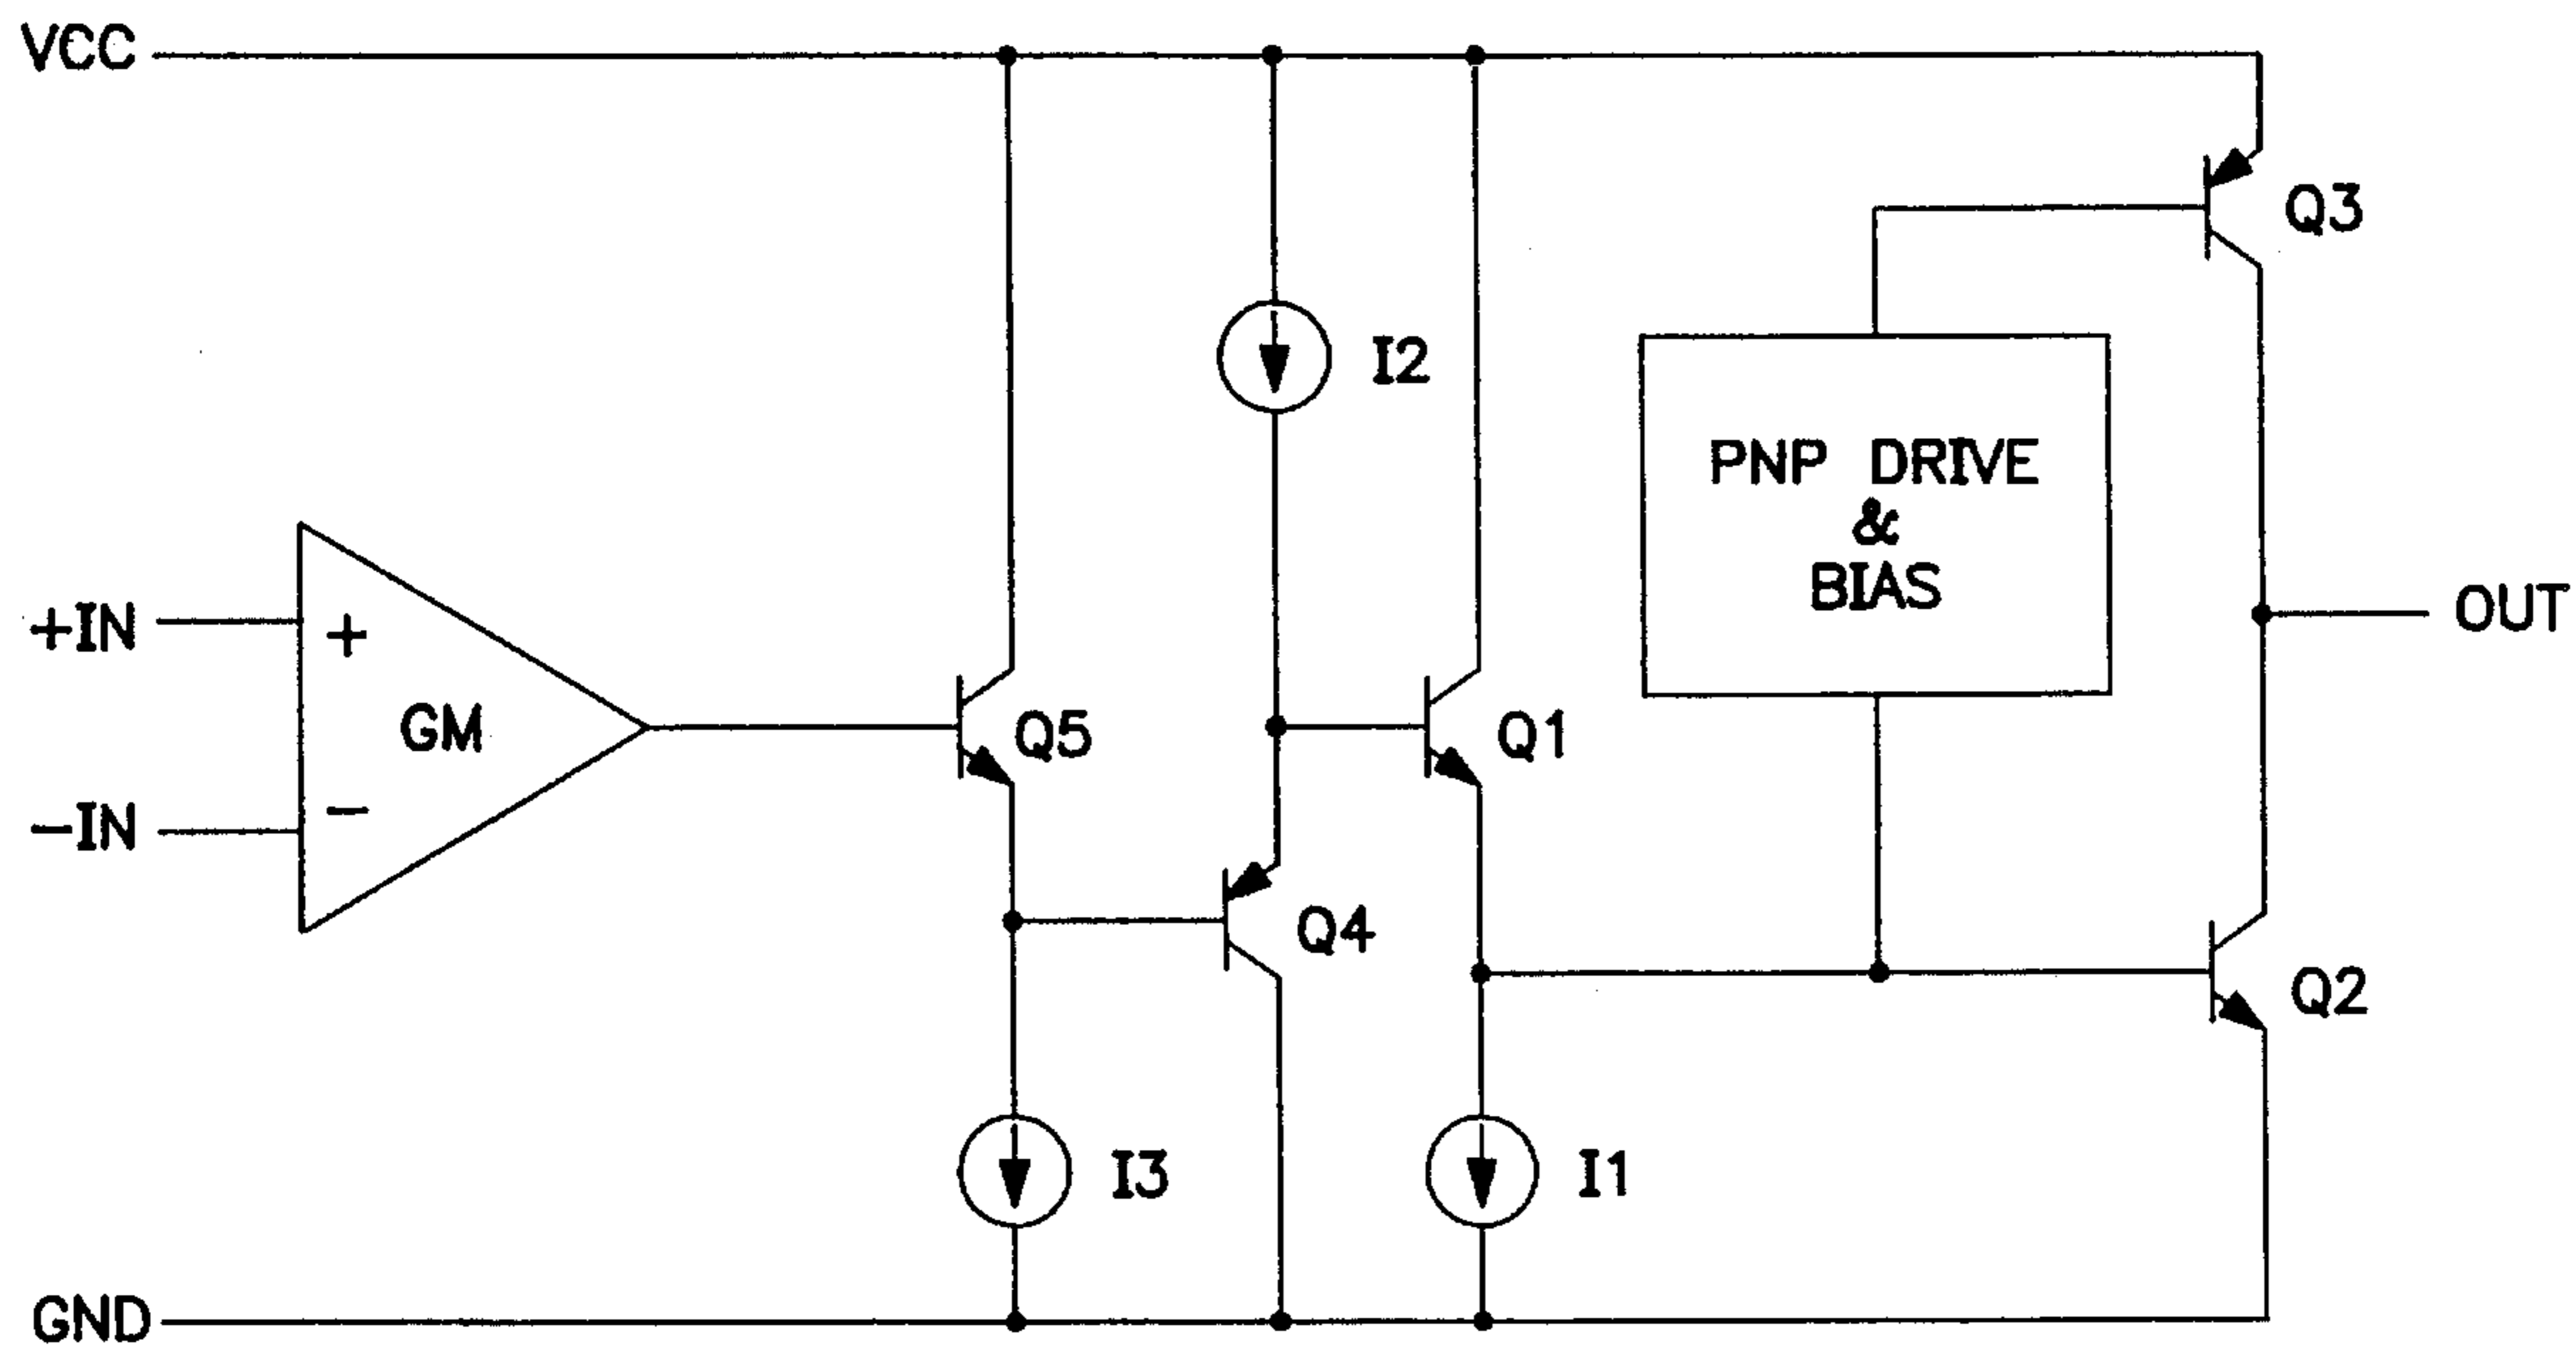 VCC
Q3
I2
PNP DRIVE
&
BIAS
+IN
+
OUT
GM
Q5
Q1
-IN
−
Q4
Q2
I3
I1
GND